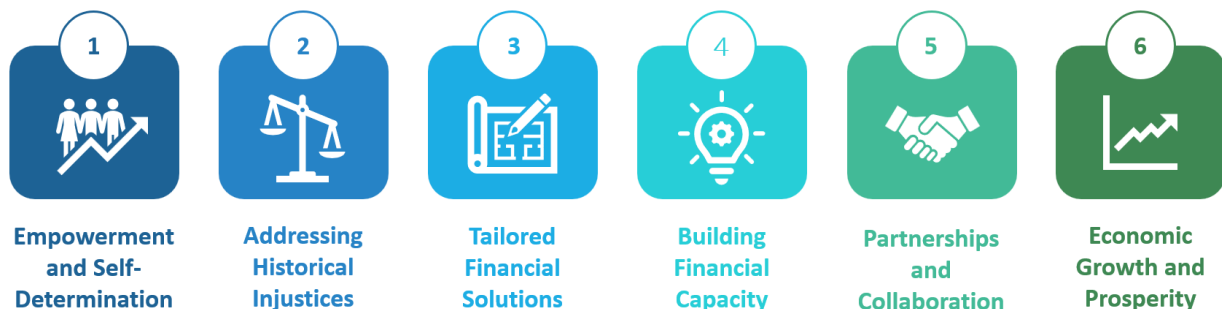 1
Empowerment
and Self-
Determination
2
Addressing
Historical
Injustices
3
Tailored
Financial
Solutions
4
Building
Financial
Capacity
5
Partnerships
and
Collaboration
6
Economic
Growth and
Prosperity